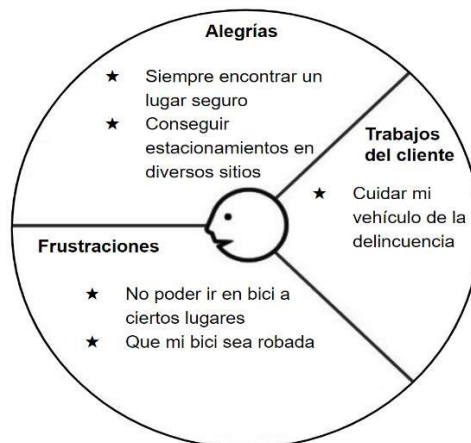 Alegrías
★ Siempre encontrar un
lugar seguro
★ Conseguir
estacionamientos en
diversos sitios
Trabajos
del cliente
★ Cuidar mi
vehículo de la
delincuencia
Frustraciones
★ No poder ir en bici a
ciertos lugares
★ Que mi bici sea robada